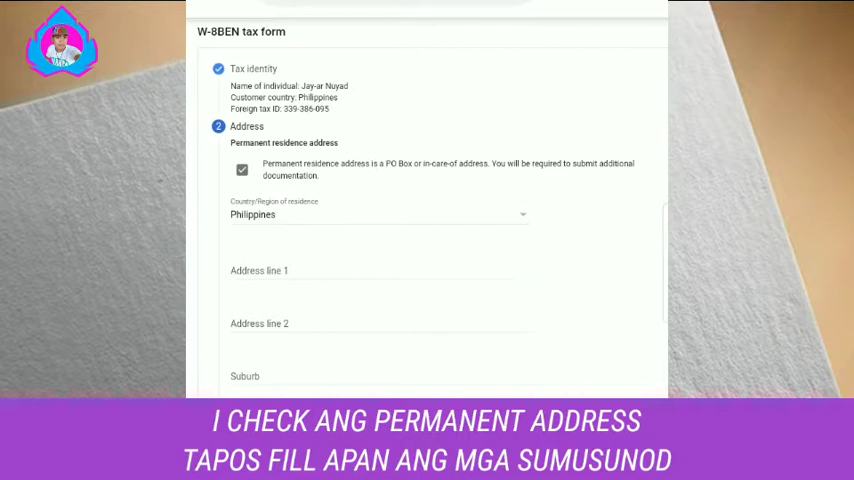 W-8BEN tax form
Tax identity
Name of individual: Jay-ar Nuyad
Customer country: Philippines
Foreign tax ID: 339-386-095
2 Address
Permanent residence address
Permanent residence address is a PO Box or in-care-of address. You will be required to submit additional
documentation.
Country/Region of residence
Philippines
Address line 1
Address line 2
Suburb
I CHECK ANG PERMANENT ADDRESS
TAPOS FILL APAN ANG MGA SUMUSUNOD